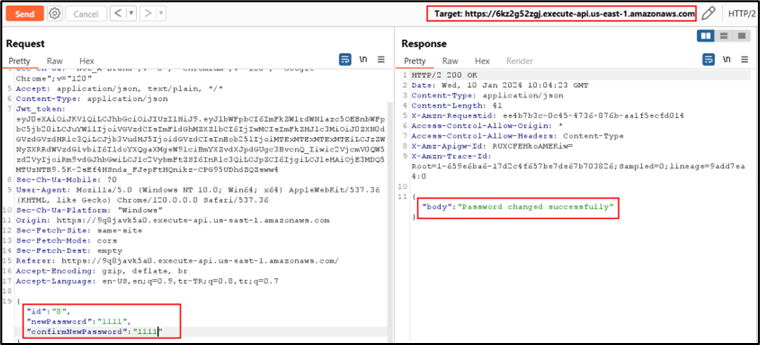 Send
Cancel
Target: https://6kz2g52zgj.execute-api.us-east-1.amazonaws.com
HTTP/2
Request
Response
Pretty Raw Hex
\n
Pretty Raw Hex Render
\n
Chrome";v="120"
5 Accept: application/json, text/plain, */*
6 Content-Type: application/json
7 Jwt_token:
8 Sec-Ch-Ua-Mobile: ?0
9 User-Agent: Mozilla/5.0 (Windows NT 10.0; Win64; x64) AppleWebKit/537.36
(KHTML, like Gecko) Chrome/120.0.0.0 Safari/537.36
10 Sec-Ch-Ua-Platform: "Windows"
11 Origin: https://9q8javk5a0.execute-api.us-east-1.amazonaws.com
12 Sec-Fetch-Site: same-site
13 Sec-Fetch-Mode: cors
14 Sec-Fetch-Dest: empty
15 Referer: https://9q8javk5a0.execute-api.us-east-1.amazonaws.com/
16 Accept-Encoding: gzip, deflate, br
17 Accept-Language: en-US,en;q=0.9,tr-TR;q=0.8,tr;q=0.7
18
19 {
"id":"8",
"newPassword":"1111",
"confirmNewPassword":"1111"
1 HTTP/2 200 OK
2 Date: Wed, 10 Jan 2024 10:04:23 GMT
3 Content-Type: application/json
4 Content-Length: 41
5 X-Amzn-Requestid: ee4b7b3c-0c45-4736-876b-aa1f5ecfd014
6 Access-Control-Allow-Origin: *
7 Access-Control-Allow-Headers: Content-Type
8 X-Amz-Apigw-Id: RUXCFEHkoAMEKiw=
9 X-Amzn-Trace-Id:
Root=1-659e6ba6-17d2c4f657be7de67b703826;Sampled=0;lineage=9add7ea
4:0
10
11 {
"body":"Password changed successfully"
}